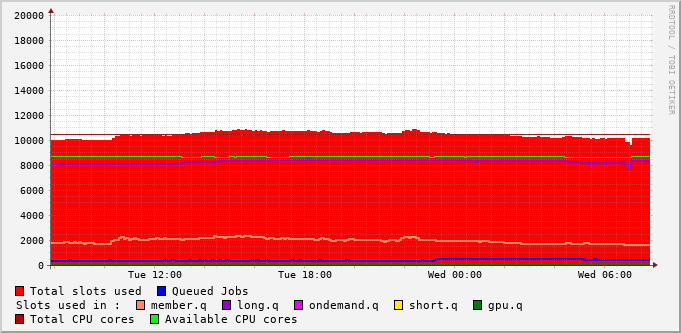 20000
18000
16000
14000
12000
10000
8000
6000
4000
2000
0
Tue 12:00 Tue 18:00 Wed 00:00 Wed 06:00
Total slots used Queued Jobs
Slots used in : member.q long.q ondemand.q short.q gpu.q
Total CPU cores Available CPU cores
RRDTOOL / TOBI OETIKER